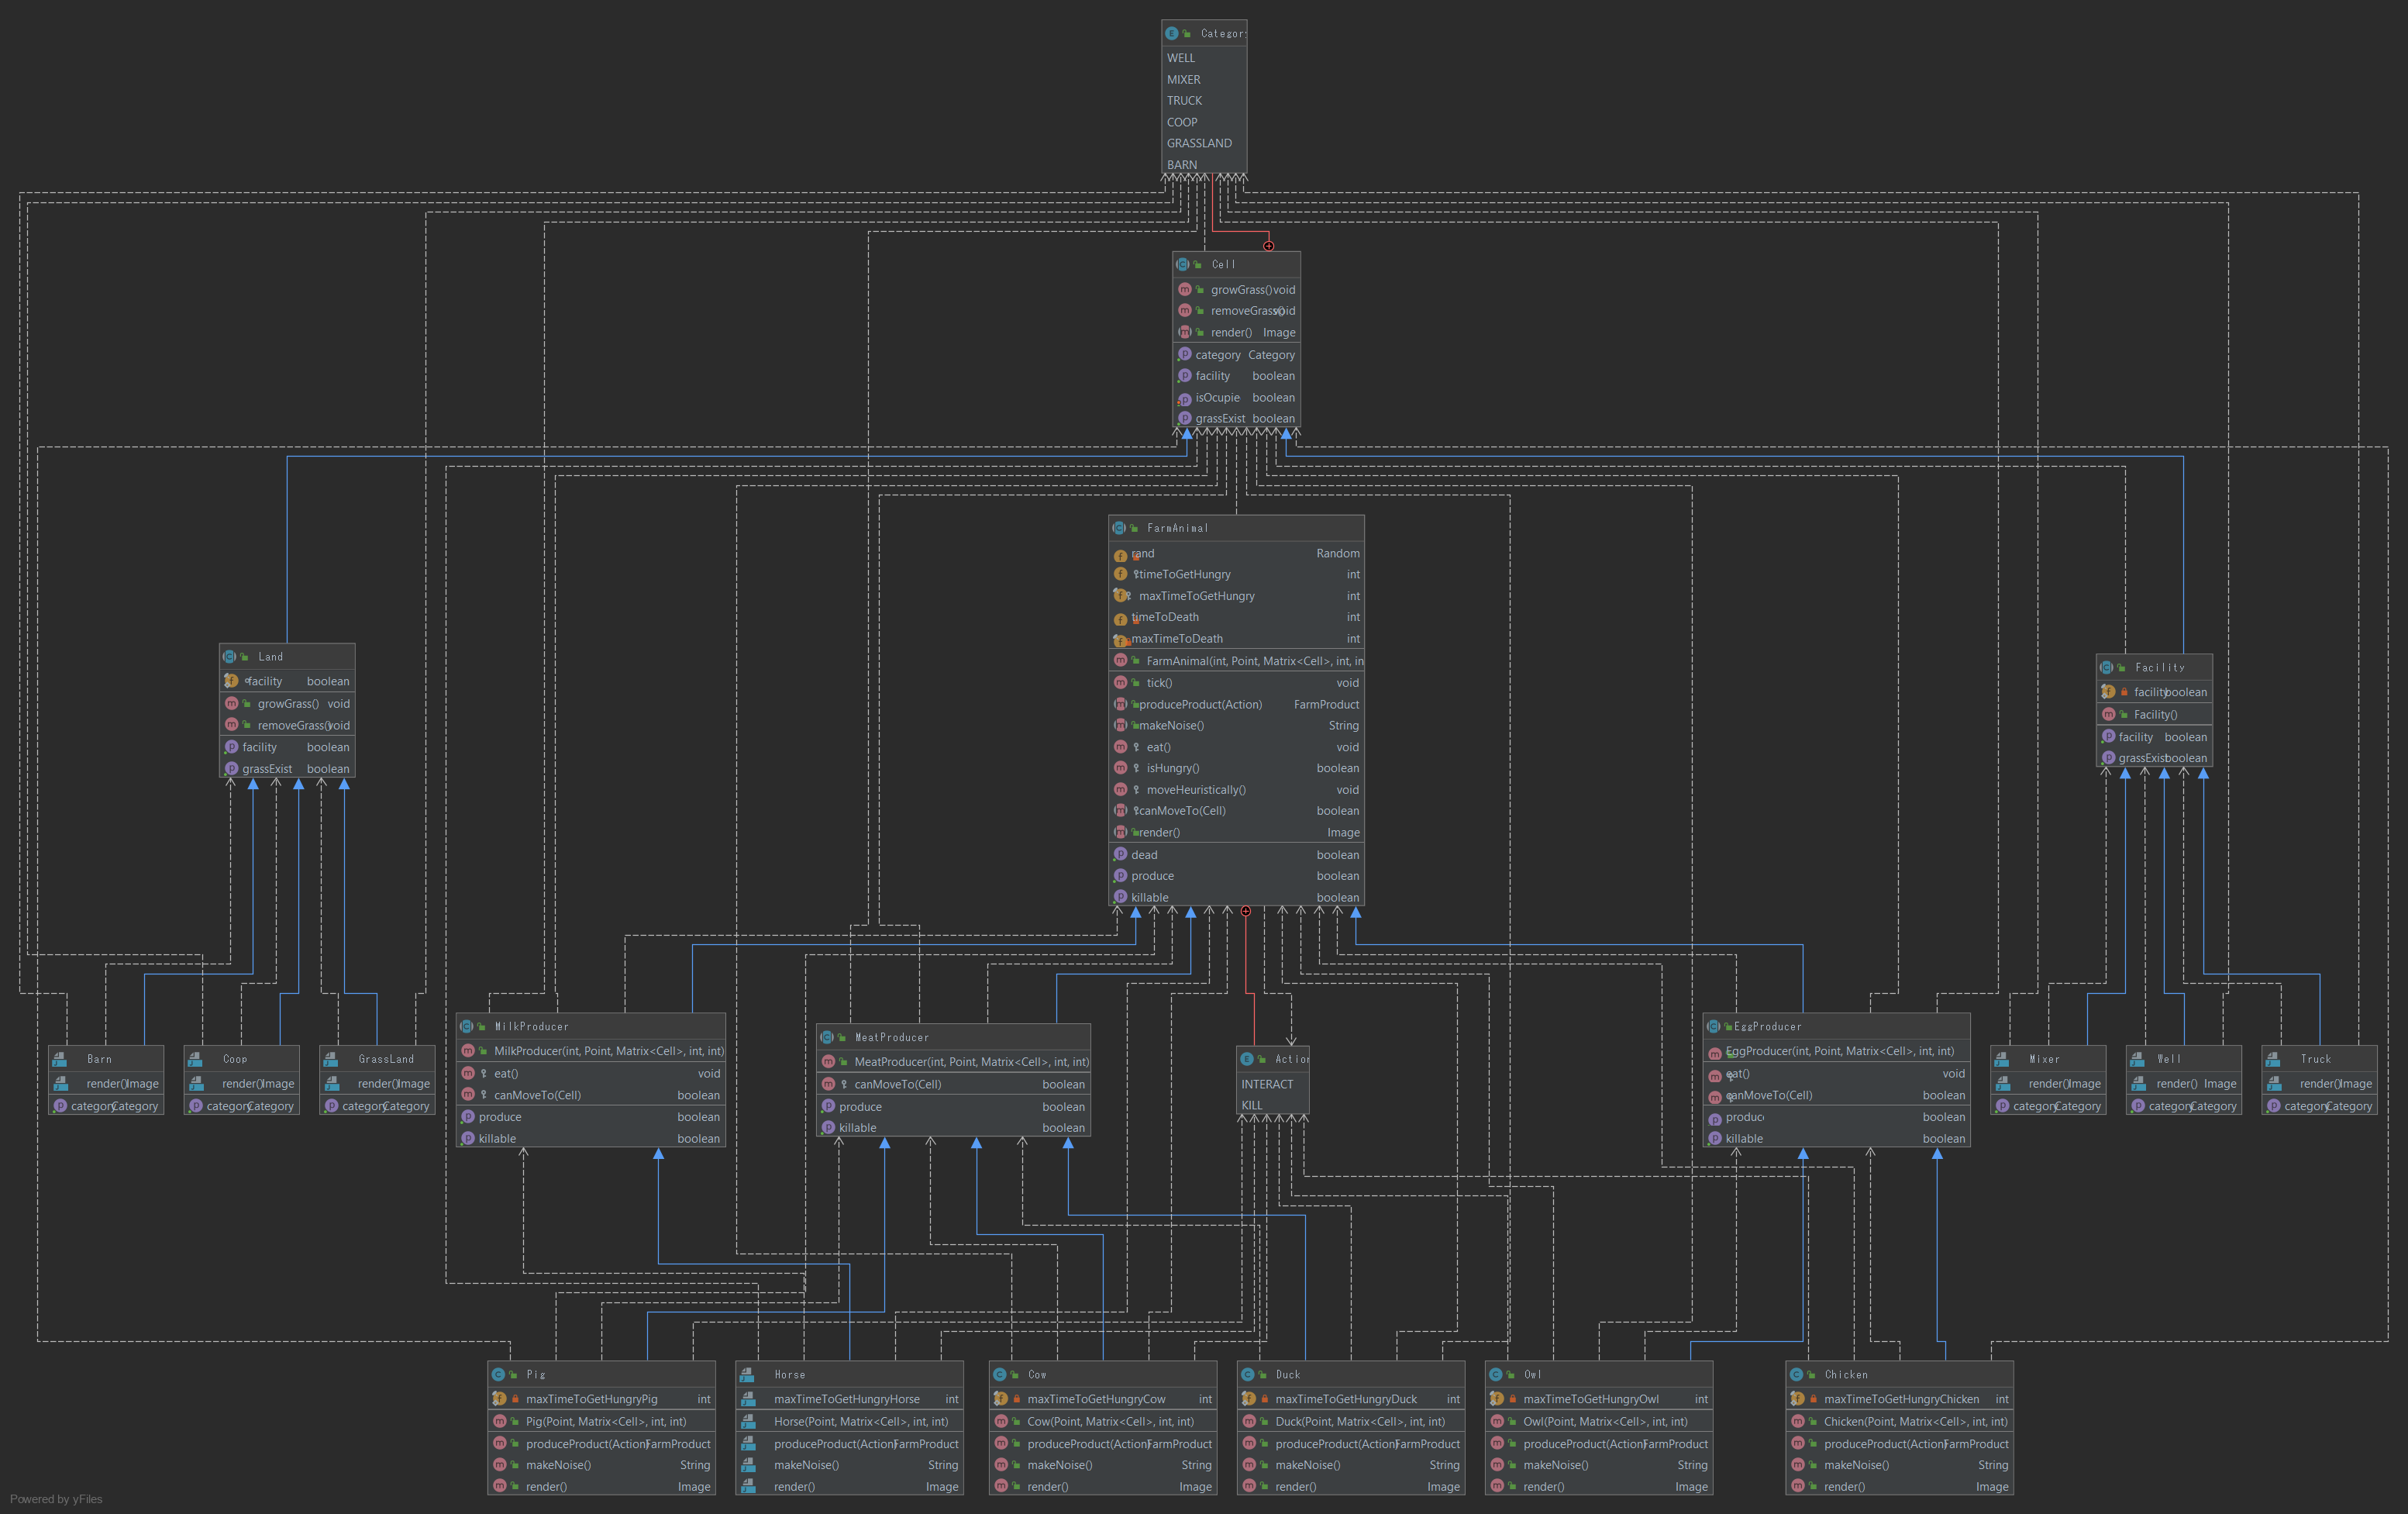 Category
WELL
MIXER
TRUCK
COOP
GRASSLAND
BARN
Cell
growGrass() void
removeGrass() void
render() Image
category Category
facility boolean
isOcupie boolean
grassExist boolean
FarmAnimal
rand Random
timeToGetHungry int
maxTimeToGetHungry int
timeToDeath int
maxTimeToDeath int
FarmAnimal(int, Point, Matrix<Cell>, int, in
tick() void
produceProduct(Action) FarmProduct
makeNoise() String
eat() void
isHungry() boolean
moveHeuristically() void
canMoveTo(Cell) boolean
render() Image
dead boolean
produce boolean
killable boolean
Land
facility boolean
growGrass() void
removeGrass() void
facility boolean
grassExist boolean
Facility
facility boolean
Facility()
facility boolean
grassExist boolean
Barn
render() Image
category Category
Coop
render() Image
category Category
GrassLand
render() Image
category Category
MilkProducer
MilkProducer(int, Point, Matrix<Cell>, int, int)
eat() void
canMoveTo(Cell) boolean
produce boolean
killable boolean
MeatProducer
MeatProducer(int, Point, Matrix<Cell>, int, int)
canMoveTo(Cell) boolean
produce boolean
killable boolean
Action
INTERACT
KILL
EggProducer
EggProducer(int, Point, Matrix<Cell>, int, int)
eat() void
canMoveTo(Cell) boolean
produc boolean
killable boolean
Mixer
render() Image
category Category
Well
render() Image
category Category
Truck
render() Image
category Category
Pig
maxTimeToGetHungryPig int
Pig(Point, Matrix<Cell>, int, int)
produceProduct(Action) FarmProduct
makeNoise() String
render() Image
Horse
maxTimeToGetHungryHorse int
Horse(Point, Matrix<Cell>, int, int)
produceProduct(Action) FarmProduct
makeNoise() String
render() Image
Cow
maxTimeToGetHungryCow int
Cow(Point, Matrix<Cell>, int, int)
produceProduct(Action) FarmProduct
makeNoise() String
render() Image
Duck
maxTimeToGetHungryDuck int
Duck(Point, Matrix<Cell>, int, int)
produceProduct(Action) FarmProduct
makeNoise() String
render() Image
Owl
maxTimeToGetHungryOwl int
Owl(Point, Matrix<Cell>, int, int)
produceProduct(Action) FarmProduct
makeNoise() String
render() Image
Chicken
maxTimeToGetHungryChicken int
Chicken(Point, Matrix<Cell>, int, int)
produceProduct(Action) FarmProduct
makeNoise() String
render() Image
Powered by yFiles